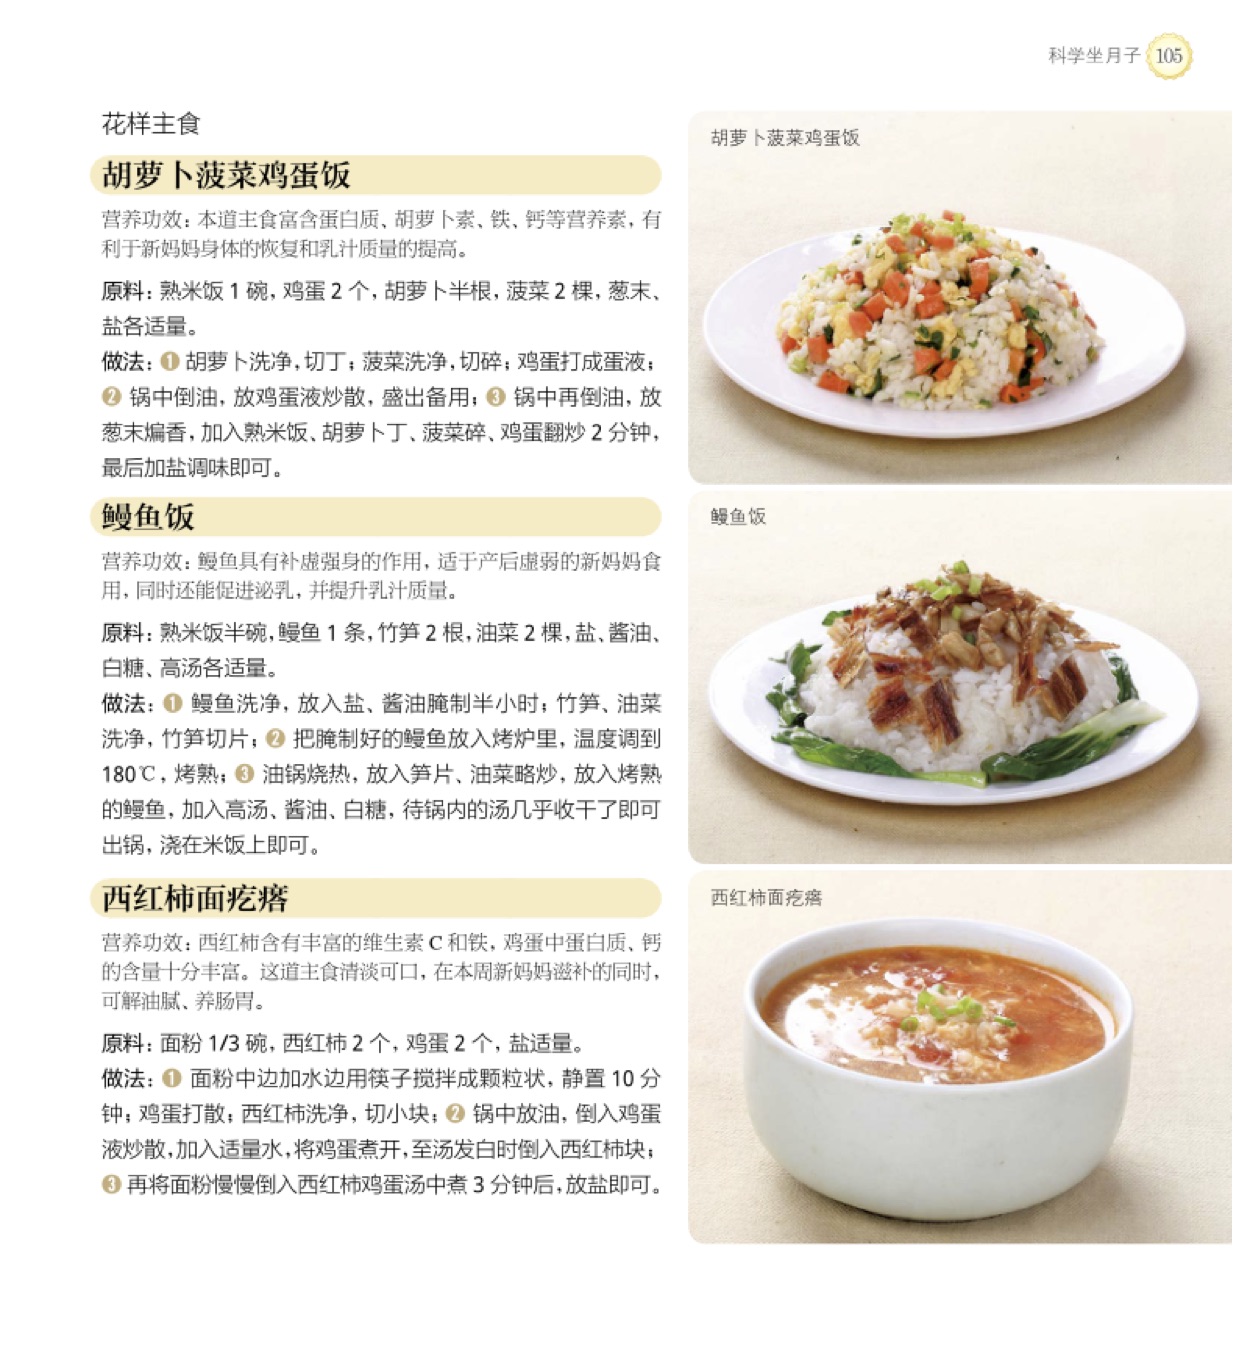 科学坐月子 105
花样主食
胡萝卜菠菜鸡蛋饭
营养功效：本道主食富含蛋白质、胡萝卜素、铁、钙等营养素，有
利于新妈妈身体的恢复和乳汁质量的提高。
原料：熟米饭 1 碗，鸡蛋 2 个，胡萝卜半根，菠菜 2 棵，葱末、
盐各适量。
做法：❶ 胡萝卜洗净，切丁；菠菜洗净，切碎；鸡蛋打成蛋液；
❷ 锅中倒油，放鸡蛋液炒散，盛出备用；❸ 锅中再倒油，放
葱末煸香，加入熟米饭、胡萝卜丁、菠菜碎、鸡蛋翻炒 2 分钟，
最后加盐调味即可。
鳗鱼饭
营养功效：鳗鱼具有补虚强身的作用，适于产后虚弱的新妈妈食
用，同时还能促进泌乳，并提升乳汁质量。
原料：熟米饭半碗，鳗鱼 1 条，竹笋 2 根，油菜 2 棵，盐、酱油、
白糖、高汤各适量。
做法：❶ 鳗鱼洗净，放入盐、酱油腌制半小时；竹笋、油菜
洗净，竹笋切片；❷ 把腌制好的鳗鱼放入烤炉里，温度调到
180℃，烤熟；❸ 油锅烧热，放入笋片、油菜略炒，放入烤熟
的鳗鱼，加入高汤、酱油、白糖，待锅内的汤几乎收干了即可
出锅，浇在米饭上即可。
西红柿面疙瘩
营养功效：西红柿含有丰富的维生素 C 和铁，鸡蛋中蛋白质、钙
的含量十分丰富。这道主食清淡可口，在本周新妈妈滋补的同时，
可解油腻、养肠胃。
原料：面粉 1/3 碗，西红柿 2 个，鸡蛋 2 个，盐适量。
做法：❶ 面粉中边加水边用筷子搅拌成颗粒状，静置 10 分
钟；鸡蛋打散；西红柿洗净，切小块；❷ 锅中放油，倒入鸡蛋
液炒散，加入适量水，将鸡蛋煮开，至汤发白时倒入西红柿块；
❸ 再将面粉慢慢倒入西红柿鸡蛋汤中煮 3 分钟后，放盐即可。
胡萝卜菠菜鸡蛋饭
鳗鱼饭
西红柿面疙瘩